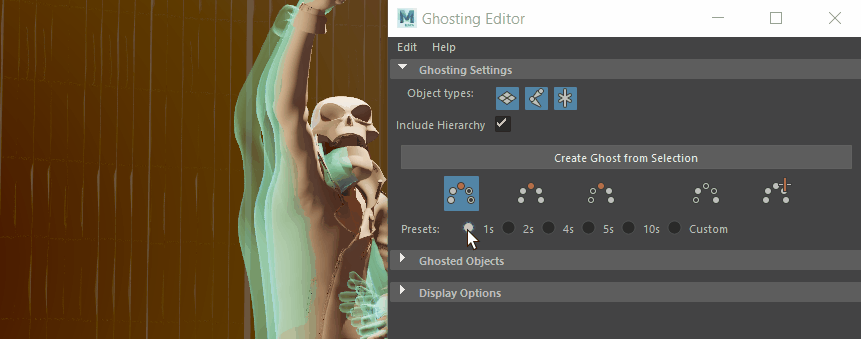 Ghosting Editor
Edit Help
Ghosting Settings
Object types:
Include Hierarchy
Create Ghost from Selection
Presets: 1s 2s 4s 5s 10s Custom
Ghosted Objects
Display Options